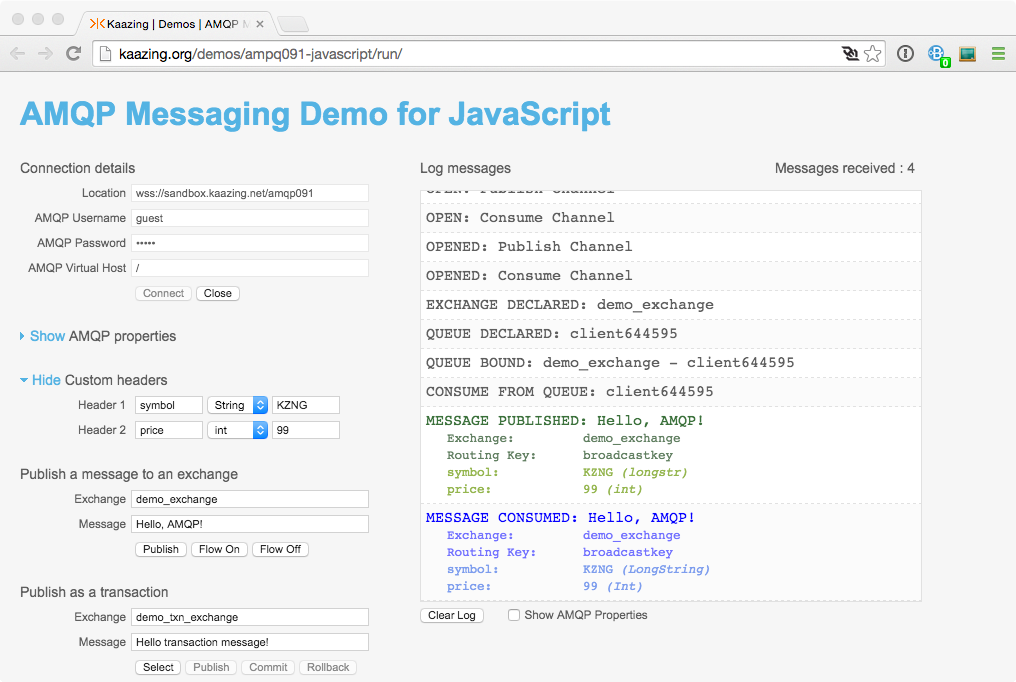 Kaazing | Demos | AMQP
kaazing.org/demos/ampq091-javascript/run/
0
AMQP Messaging Demo for JavaScript
Connection details
Location wss://sandbox.kaazing.net/amqp091
AMQP Username guest
AMQP Password •••••
AMQP Virtual Host /
Connect Close
Show AMQP properties
Hide Custom headers
Header 1 symbol String KZNG
Header 2 price int 99
Publish a message to an exchange
Exchange demo_exchange
Message Hello, AMQP!
Publish Flow On Flow Off
Publish as a transaction
Exchange demo_txn_exchange
Message Hello transaction message!
Select Publish Commit Rollback
Log messages Messages received : 4
OPEN: Publish Channel
OPEN: Consume Channel
OPENED: Publish Channel
OPENED: Consume Channel
EXCHANGE DECLARED: demo_exchange
QUEUE DECLARED: client644595
QUEUE BOUND: demo_exchange - client644595
CONSUME FROM QUEUE: client644595
MESSAGE PUBLISHED: Hello, AMQP!
Exchange: demo_exchange
Routing Key: broadcastkey
symbol: KZNG (longstr)
price: 99 (int)
MESSAGE CONSUMED: Hello, AMQP!
Exchange: demo_exchange
Routing Key: broadcastkey
symbol: KZNG (LongString)
price: 99 (Int)
Clear Log Show AMQP Properties